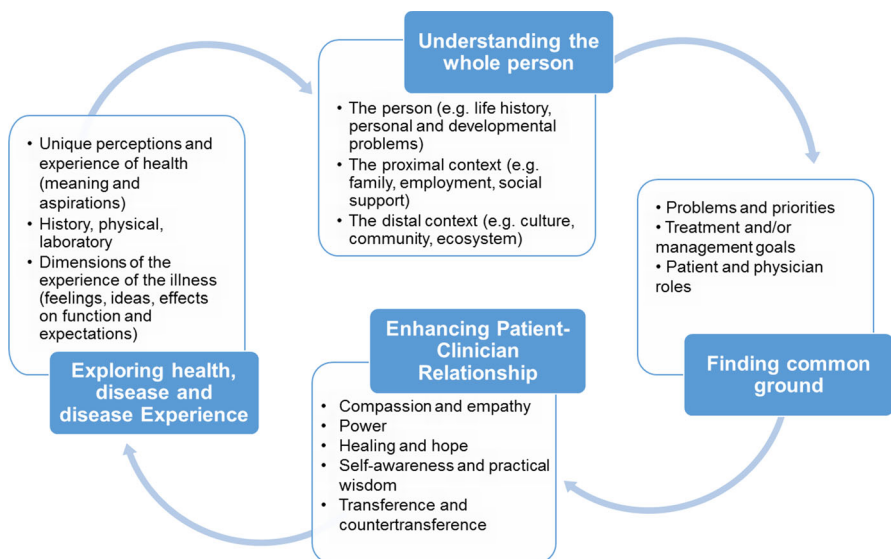 Understanding the
whole person
• The person (e.g. life history,
personal and developmental
problems)
• The proximal context (e.g.
family, employment, social
support)
• The distal context (e.g. culture,
community, ecosystem)
• Unique perceptions and
experience of health
(meaning and
aspirations)
• History, physical,
laboratory
• Dimensions of the
experience of the illness
(feelings, ideas, effects
on function and
expectations)
Exploring health,
disease and
disease Experience
• Problems and priorities
• Treatment and/or
management goals
• Patient and physician
roles
Finding common
ground
Enhancing Patient-
Clinician
Relationship
• Compassion and empathy
• Power
• Healing and hope
• Self-awareness and practical
wisdom
• Transference and
countertransference